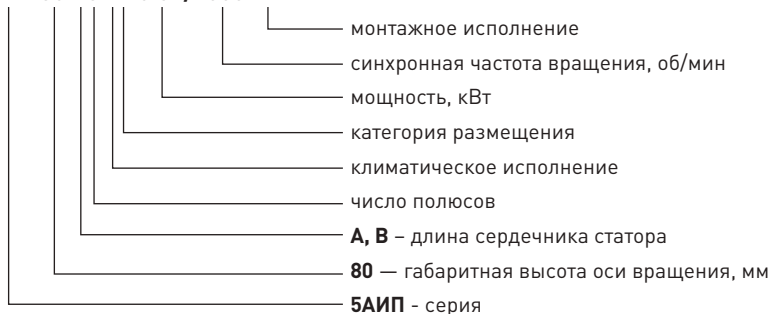 монтажное исполнение
синхронная частота вращения, об/мин
мощность, кВт
категория размещения
климатическое исполнение
число полюсов
А, В – длина сердечника статора
80 — габаритная высота оси вращения, мм
5АИП - серия